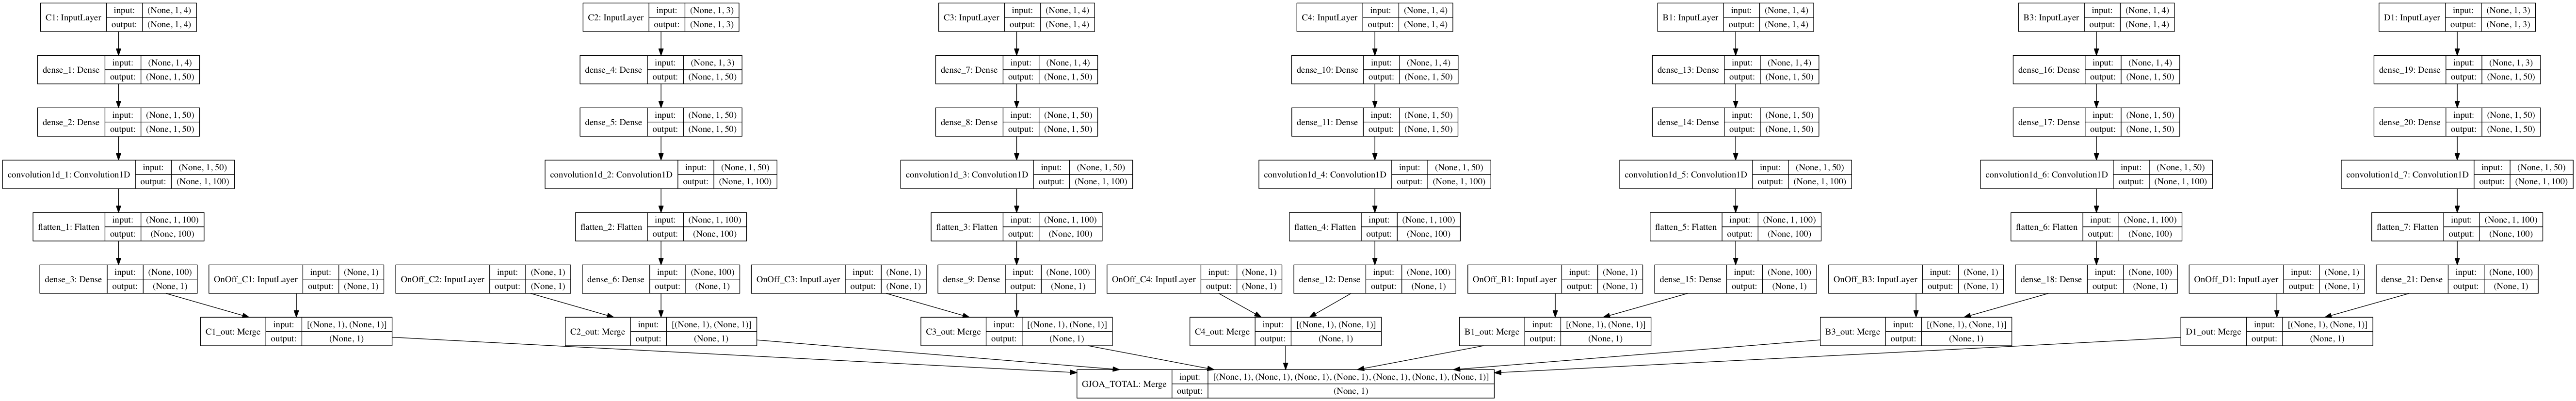 C1: InputLayer input: (None, 1, 4) output: (None, 1, 4)
C2: InputLayer input: (None, 1, 3) output: (None, 1, 3)
C3: InputLayer input: (None, 1, 4) output: (None, 1, 4)
C4: InputLayer input: (None, 1, 4) output: (None, 1, 4)
B1: InputLayer input: (None, 1, 4) output: (None, 1, 4)
B3: InputLayer input: (None, 1, 4) output: (None, 1, 4)
D1: InputLayer input: (None, 1, 3) output: (None, 1, 3)
dense_1: Dense input: (None, 1, 4) output: (None, 1, 50)
dense_4: Dense input: (None, 1, 3) output: (None, 1, 50)
dense_7: Dense input: (None, 1, 4) output: (None, 1, 50)
dense_10: Dense input: (None, 1, 4) output: (None, 1, 50)
dense_13: Dense input: (None, 1, 4) output: (None, 1, 50)
dense_16: Dense input: (None, 1, 4) output: (None, 1, 50)
dense_19: Dense input: (None, 1, 3) output: (None, 1, 50)
dense_2: Dense input: (None, 1, 50) output: (None, 1, 50)
dense_5: Dense input: (None, 1, 50) output: (None, 1, 50)
dense_8: Dense input: (None, 1, 50) output: (None, 1, 50)
dense_11: Dense input: (None, 1, 50) output: (None, 1, 50)
dense_14: Dense input: (None, 1, 50) output: (None, 1, 50)
dense_17: Dense input: (None, 1, 50) output: (None, 1, 50)
dense_20: Dense input: (None, 1, 50) output: (None, 1, 50)
convolution1d_1: Convolution1D input: (None, 1, 50) output: (None, 1, 100)
convolution1d_2: Convolution1D input: (None, 1, 50) output: (None, 1, 100)
convolution1d_3: Convolution1D input: (None, 1, 50) output: (None, 1, 100)
convolution1d_4: Convolution1D input: (None, 1, 50) output: (None, 1, 100)
convolution1d_5: Convolution1D input: (None, 1, 50) output: (None, 1, 100)
convolution1d_6: Convolution1D input: (None, 1, 50) output: (None, 1, 100)
convolution1d_7: Convolution1D input: (None, 1, 50) output: (None, 1, 100)
flatten_1: Flatten input: (None, 1, 100) output: (None, 100)
flatten_2: Flatten input: (None, 1, 100) output: (None, 100)
flatten_3: Flatten input: (None, 1, 100) output: (None, 100)
flatten_4: Flatten input: (None, 1, 100) output: (None, 100)
flatten_5: Flatten input: (None, 1, 100) output: (None, 100)
flatten_6: Flatten input: (None, 1, 100) output: (None, 100)
flatten_7: Flatten input: (None, 1, 100) output: (None, 100)
dense_3: Dense input: (None, 100) output: (None, 1)
OnOff_C1: InputLayer input: (None, 1) output: (None, 1)
OnOff_C2: InputLayer input: (None, 1) output: (None, 1)
dense_6: Dense input: (None, 100) output: (None, 1)
OnOff_C3: InputLayer input: (None, 1) output: (None, 1)
dense_9: Dense input: (None, 100) output: (None, 1)
OnOff_C4: InputLayer input: (None, 1) output: (None, 1)
dense_12: Dense input: (None, 100) output: (None, 1)
OnOff_B1: InputLayer input: (None, 1) output: (None, 1)
dense_15: Dense input: (None, 100) output: (None, 1)
OnOff_B3: InputLayer input: (None, 1) output: (None, 1)
dense_18: Dense input: (None, 100) output: (None, 1)
OnOff_D1: InputLayer input: (None, 1) output: (None, 1)
dense_21: Dense input: (None, 100) output: (None, 1)
C1_out: Merge input: [(None, 1), (None, 1)] output: (None, 1)
C2_out: Merge input: [(None, 1), (None, 1)] output: (None, 1)
C3_out: Merge input: [(None, 1), (None, 1)] output: (None, 1)
C4_out: Merge input: [(None, 1), (None, 1)] output: (None, 1)
B1_out: Merge input: [(None, 1), (None, 1)] output: (None, 1)
B3_out: Merge input: [(None, 1), (None, 1)] output: (None, 1)
D1_out: Merge input: [(None, 1), (None, 1)] output: (None, 1)
GJOA_TOTAL: Merge input: [(None, 1), (None, 1), (None, 1), (None, 1), (None, 1), (None, 1), (None, 1)] output: (None, 1)